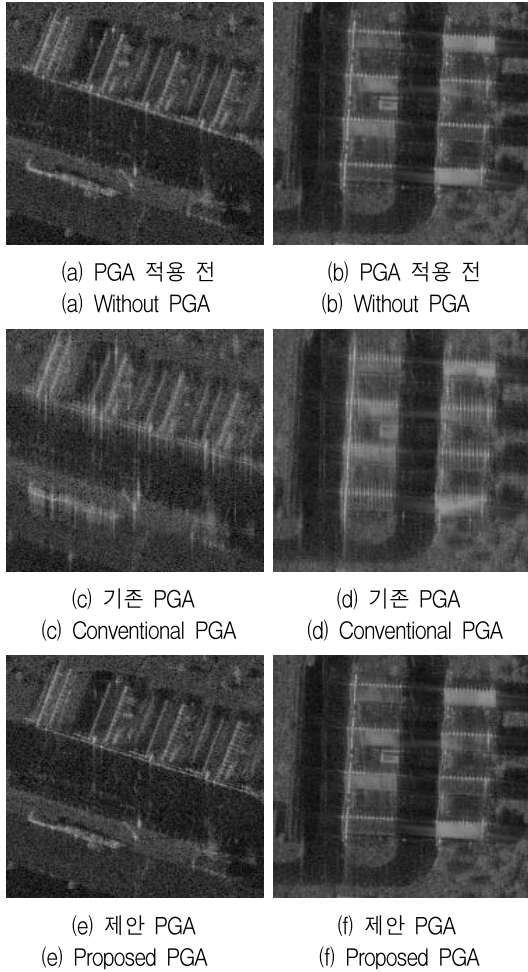 (a) PGA 적용 전
(a) Without PGA
(b) PGA 적용 전
(b) Without PGA
(c) 기존 PGA
(c) Conventional PGA
(d) 기존 PGA
(d) Conventional PGA
(e) 제안 PGA
(e) Proposed PGA
(f) 제안 PGA
(f) Proposed PGA